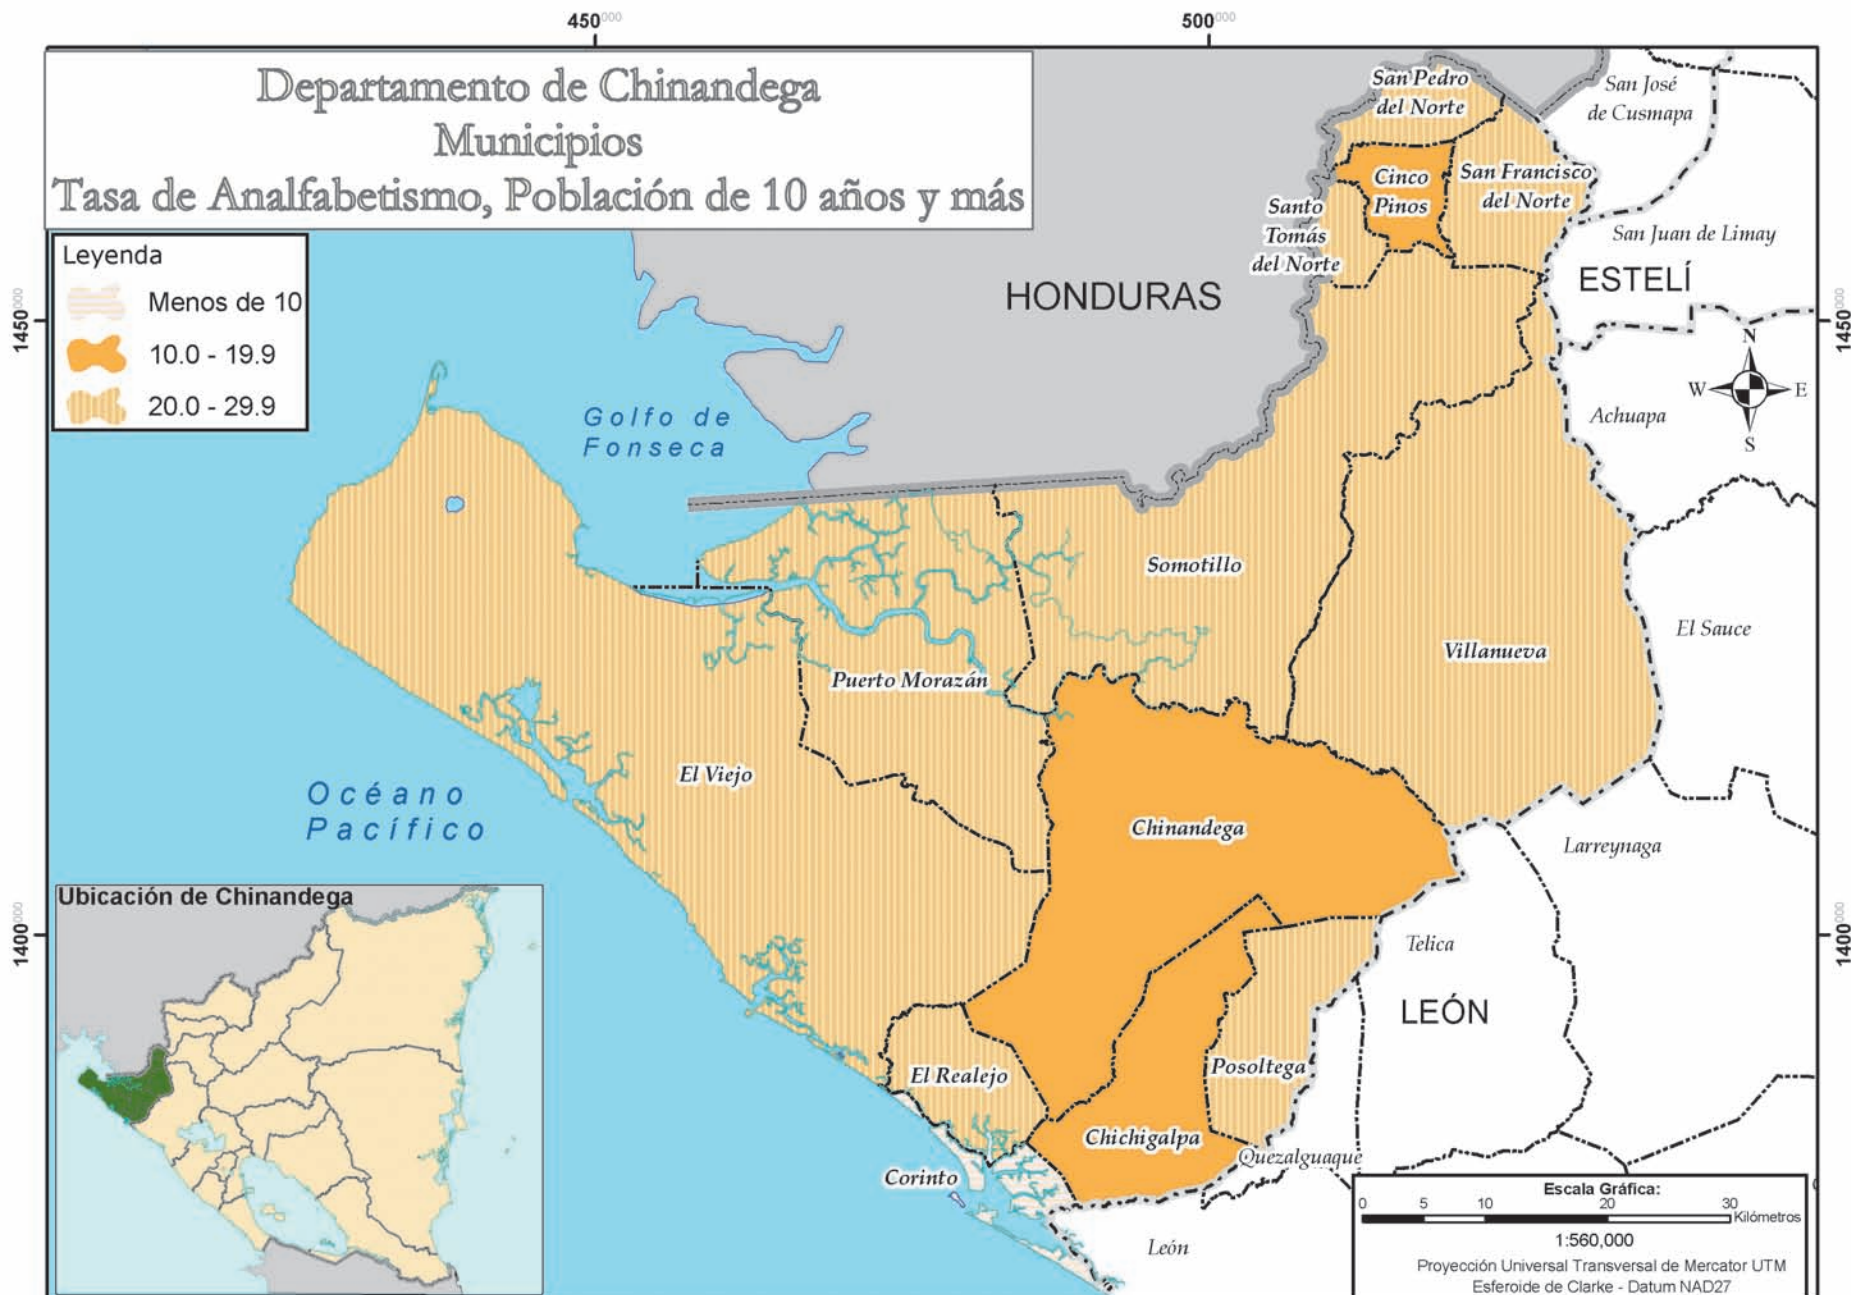 450000
500000
Departamento de Chinandega
Municipios
Tasa de Analfabetismo, Población de 10 años y más
San Pedro
del Norte
San José
de Cusmapa
Cinco
Pinos
San Francisco
del Norte
Santo
Tomás
del Norte
San Juan de Limay
ESTELÍ
HONDURAS
Leyenda
Menos de 10
10.0 - 19.9
20.0 - 29.9
1450000
1450000
N
W
E
S
Achuapa
Golfo de
Fonseca
Somotillo
El Sauce
Villanueva
Puerto Morazán
El Viejo
Océano
Pacífico
Chinandega
Larreynaga
Ubicación de Chinandega
1400000
1400000
Telica
LEÓN
El Realejo
Posoltega
Chichigalpa
Quezalguaque
Corinto
León
Escala Gráfica:
0 5 10 20 30
Kilómetros
1:560,000
Proyección Universal Transversal de Mercator UTM
Esferoide de Clarke - Datum NAD27